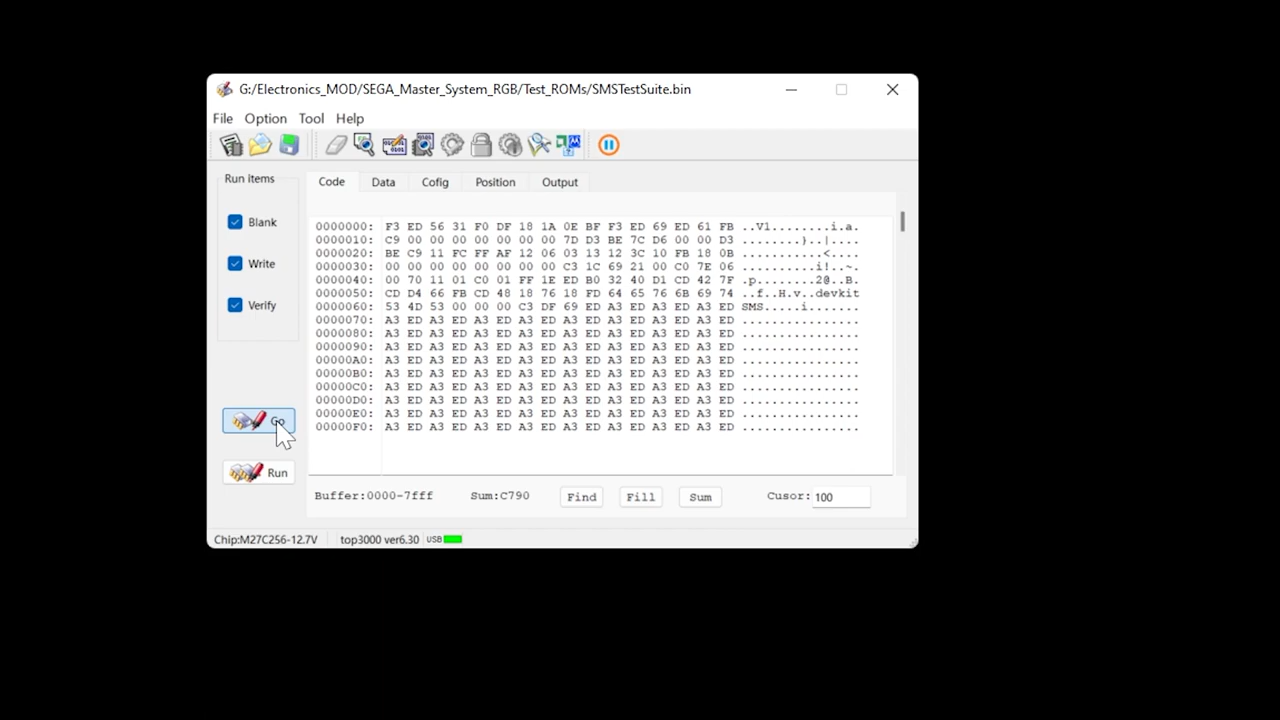 G:/Electronics_MOD/SEGA_Master_System_RGB/Test_ROMs/SMSTestSuite.bin
File Option Tool Help
Run items
Blank
Write
Verify
Go
Run
Code Data Cofig Position Output
0000000: F3 ED 56 31 F0 DF 18 1A 0E BF F3 ED 69 ED 61 FB ..V1........i.a.
0000010: C9 00 00 00 00 00 00 00 7D D3 BE 7C D6 00 00 D3 ........}..|....
0000020: BE C9 11 FC FF AF 12 06 03 13 12 3C 10 FB 18 0B ...........<....
0000030: 00 00 00 00 00 00 00 00 C3 1C 69 21 00 C0 7E 06 ..........i!..~.
0000040: 00 70 11 01 C0 01 FF 1E ED B0 32 40 D1 CD 42 7F .p........2@..B.
0000050: CD D4 66 FB CD 48 18 76 18 FD 64 65 76 6B 69 74 ..f..H.v..devkit
0000060: 53 4D 53 00 00 00 C3 DF 69 ED A3 ED A3 ED A3 ED SMS.....i.......
0000070: A3 ED A3 ED A3 ED A3 ED A3 ED A3 ED A3 ED A3 ED ................
0000080: A3 ED A3 ED A3 ED A3 ED A3 ED A3 ED A3 ED A3 ED ................
0000090: A3 ED A3 ED A3 ED A3 ED A3 ED A3 ED A3 ED A3 ED ................
00000A0: A3 ED A3 ED A3 ED A3 ED A3 ED A3 ED A3 ED A3 ED ................
00000B0: A3 ED A3 ED A3 ED A3 ED A3 ED A3 ED A3 ED A3 ED ................
00000C0: A3 ED A3 ED A3 ED A3 ED A3 ED A3 ED A3 ED A3 ED ................
00000D0: A3 ED A3 ED A3 ED A3 ED A3 ED A3 ED A3 ED A3 ED ................
00000E0: A3 ED A3 ED A3 ED A3 ED A3 ED A3 ED A3 ED A3 ED ................
00000F0: A3 ED A3 ED A3 ED A3 ED A3 ED A3 ED A3 ED A3 ED ................
Buffer:0000-7fff Sum:C790 Find Fill Sum Cusor: 100
Chip:M27C256-12.7V top3000 ver6.30 USB